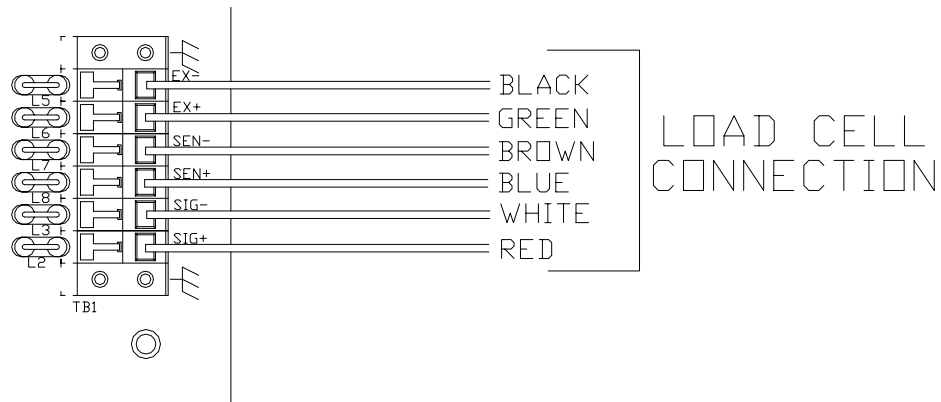 EX- BLACK
L5
EX+ GREEN
L6
SEN- BROWN
L7
SEN+ BLUE
L8
SIG- WHITE
L3
SIG+ RED
L2
TB1
LOAD CELL
CONNECTION